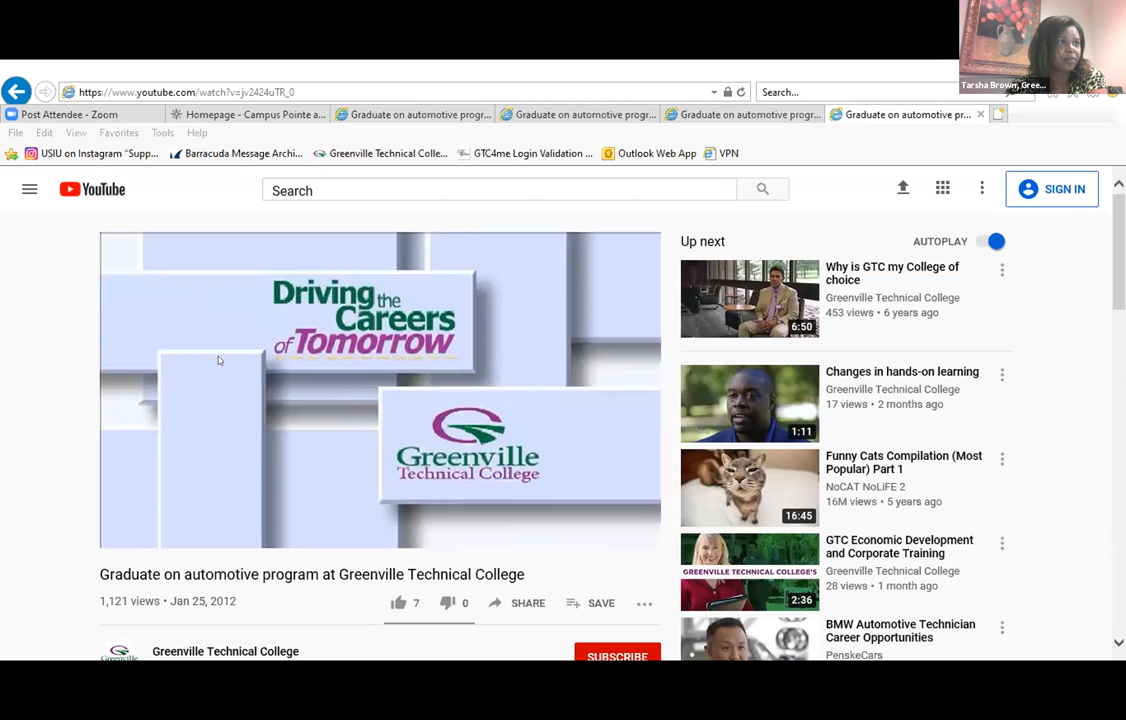 Tarsha Brown, Gree...
https://www.youtube.com/watch?v=jv2424uTR_0
Search...
Post Attendee - Zoom
Homepage - Campus Pointe a...
Graduate on automotive progr...
Graduate on automotive progr...
Graduate on automotive progr...
Graduate on automotive pr...
File Edit View Favorites Tools Help
USIU on Instagram "Supp...
Barracuda Message Archi...
Greenville Technical Colle...
GTC4me Login Validation ...
Outlook Web App
VPN
YouTube
Search
SIGN IN
Driving the
Careers
of Tomorrow
Greenville
Technical College
Graduate on automotive program at Greenville Technical College
1,121 views • Jan 25, 2012
7
0
SHARE
SAVE
Greenville
Greenville Technical College
SUBSCRIBE
Up next
AUTOPLAY
6:50
Why is GTC my College of
choice
Greenville Technical College
453 views • 6 years ago
1:11
Changes in hands-on learning
Greenville Technical College
17 views • 2 months ago
16:45
Funny Cats Compilation (Most
Popular) Part 1
NoCAT NoLiFE 2
16M views • 5 years ago
GREENVILLE TECHNICAL COLLEGE'S
2:36
GTC Economic Development
and Corporate Training
Greenville Technical College
28 views • 1 month ago
BMW Automotive Technician
Career Opportunities
PenskeCars